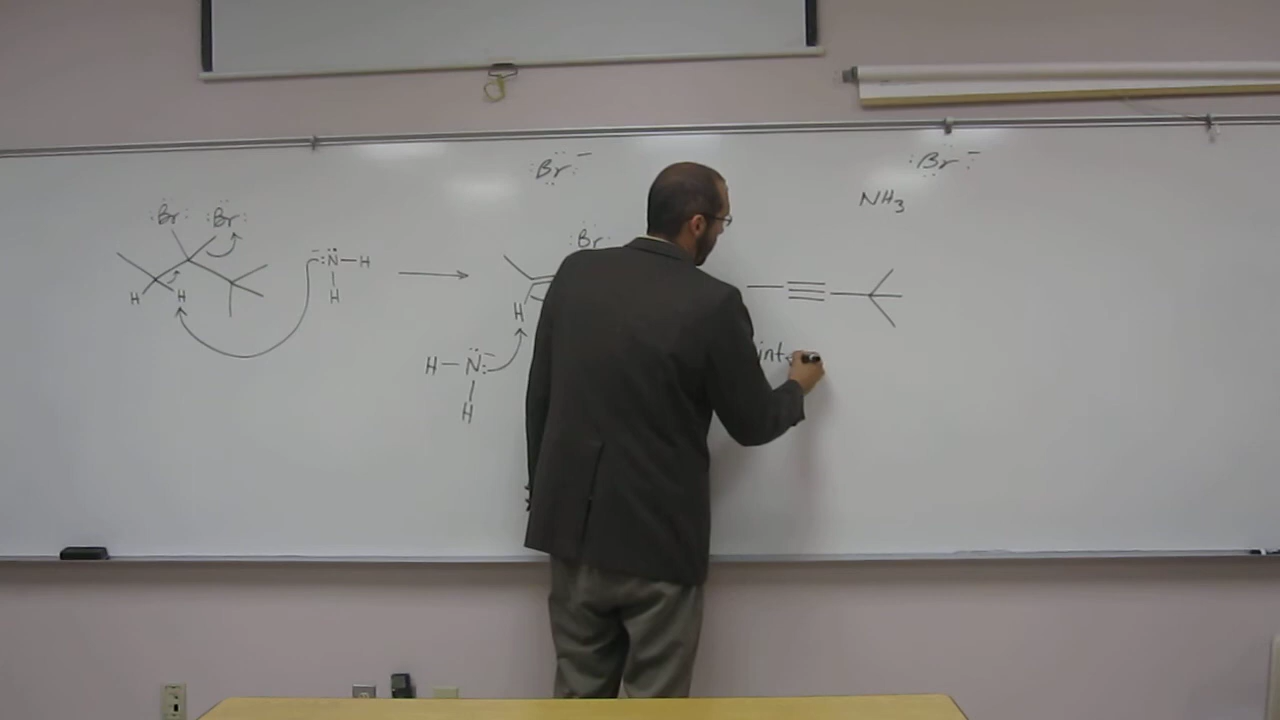 :Br: :Br:
H H
⁻:N—H
H
:Br:⁻
:Br
H
H—N:⁻
H
:Br:⁻
NH₃
int